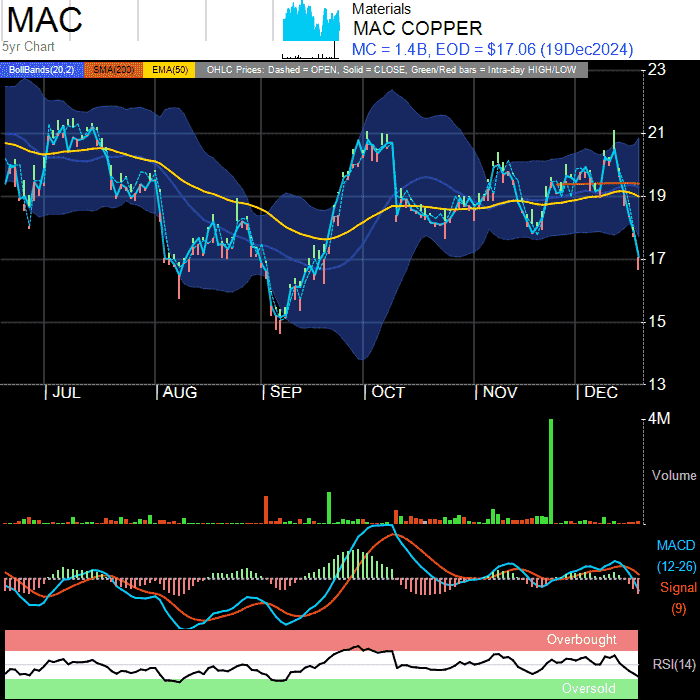 MAC
5yr Chart
Materials
MAC COPPER
MC = 1.4B, EOD = $17.06 (19Dec2024)
BollBands(20,2) SMA(200) EMA(50) OHLC Prices: Dashed = OPEN, Solid = CLOSE, Green/Red bars = Intra-day HIGH/LOW
23
21
19
17
15
13
| JUL | AUG | SEP | OCT | NOV | DEC
4M
Volume
MACD
(12-26)
Signal
(9)
Overbought
RSI(14)
Oversold